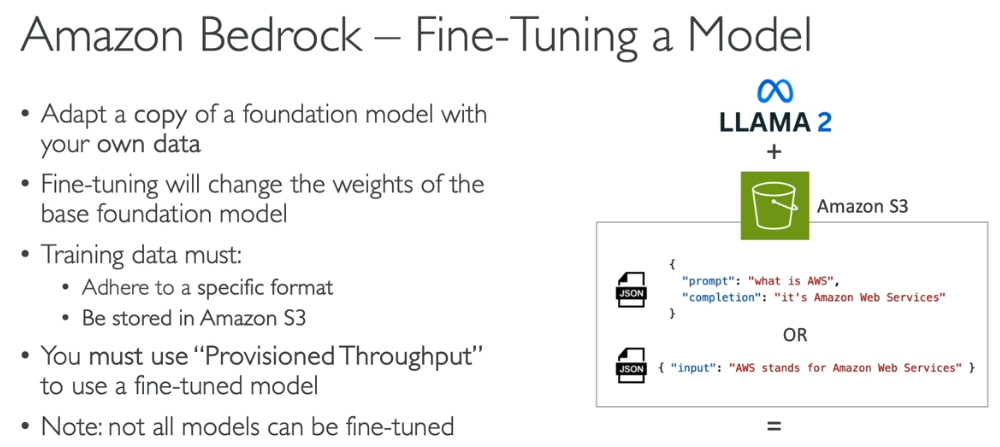 Amazon Bedrock – Fine-Tuning a Model
• Adapt a copy of a foundation model with
your own data
• Fine-tuning will change the weights of the
base foundation model
• Training data must:
• Adhere to a specific format
• Be stored in Amazon S3
• You must use “Provisioned Throughput”
to use a fine-tuned model
• Note: not all models can be fine-tuned
LLAMA 2
+
Amazon S3
JSON
{
"prompt": "what is AWS",
"completion": "it's Amazon Web Services"
}
OR
JSON
{ "input": "AWS stands for Amazon Web Services" }
=